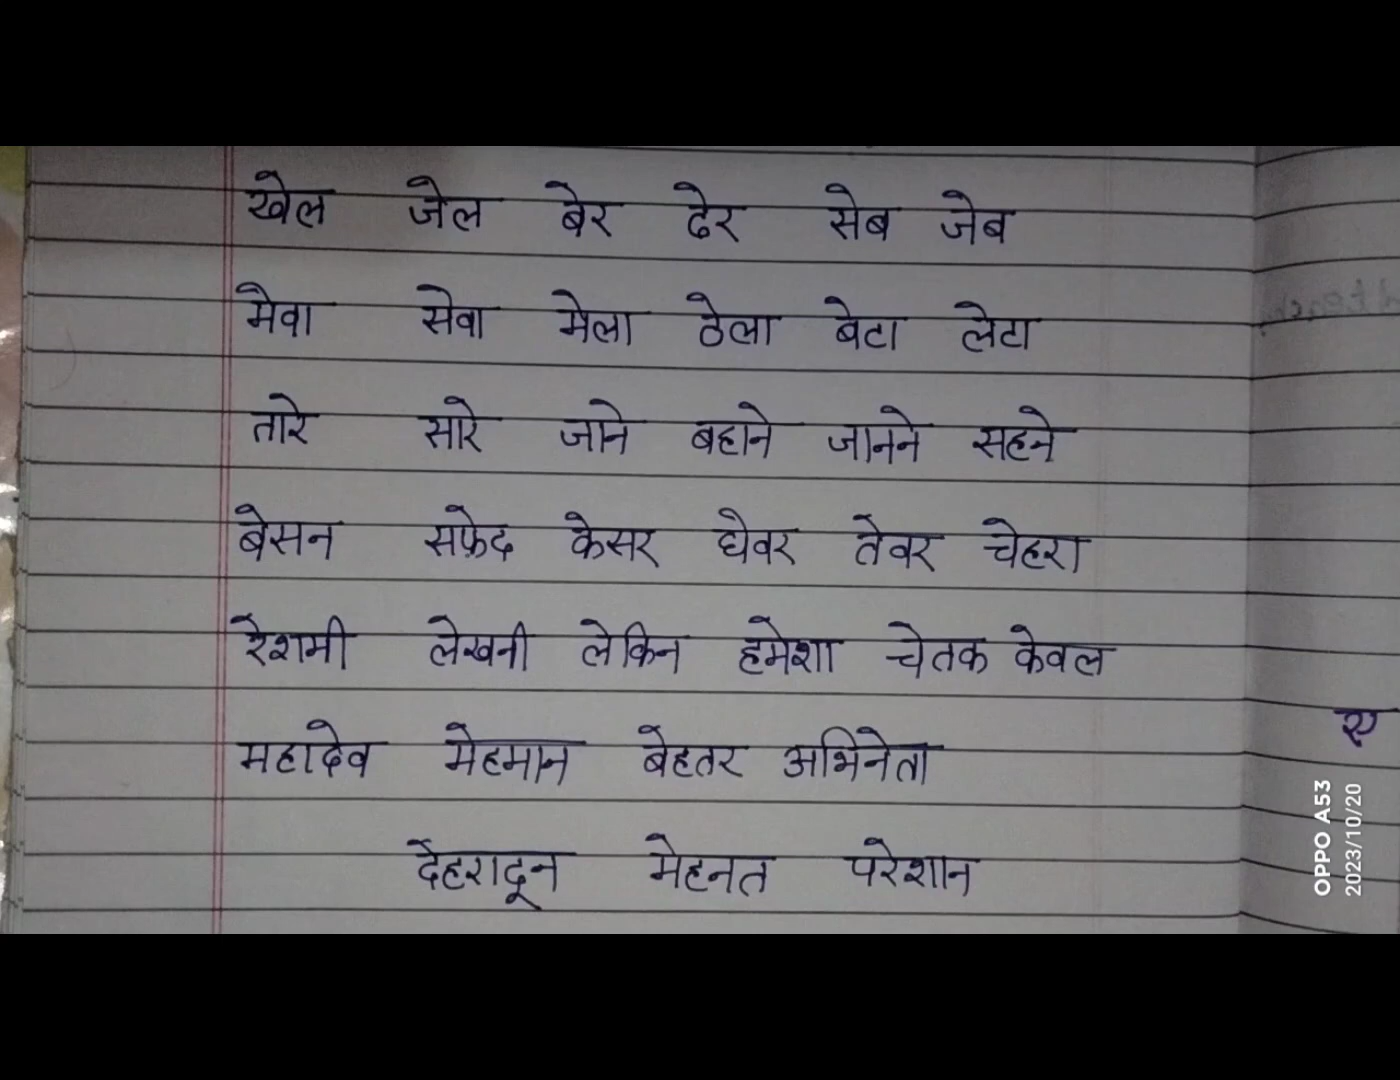 खेल जेल बेर ढेर सेब जेब
मेवा सेवा मेला ठेला बेटा लेटा
तारे सारे जाने बहाने जानने सहने
बेसन सफ़ेद केसर घेवर तेवर चेहरा
रेशमी लेखनी लेकिन हमेशा चेतक केवल
महादेव मेहमान बेहतर अभिनेता
देहरादून मेहनत परेशान
ए
OPPO A53
2023/10/20